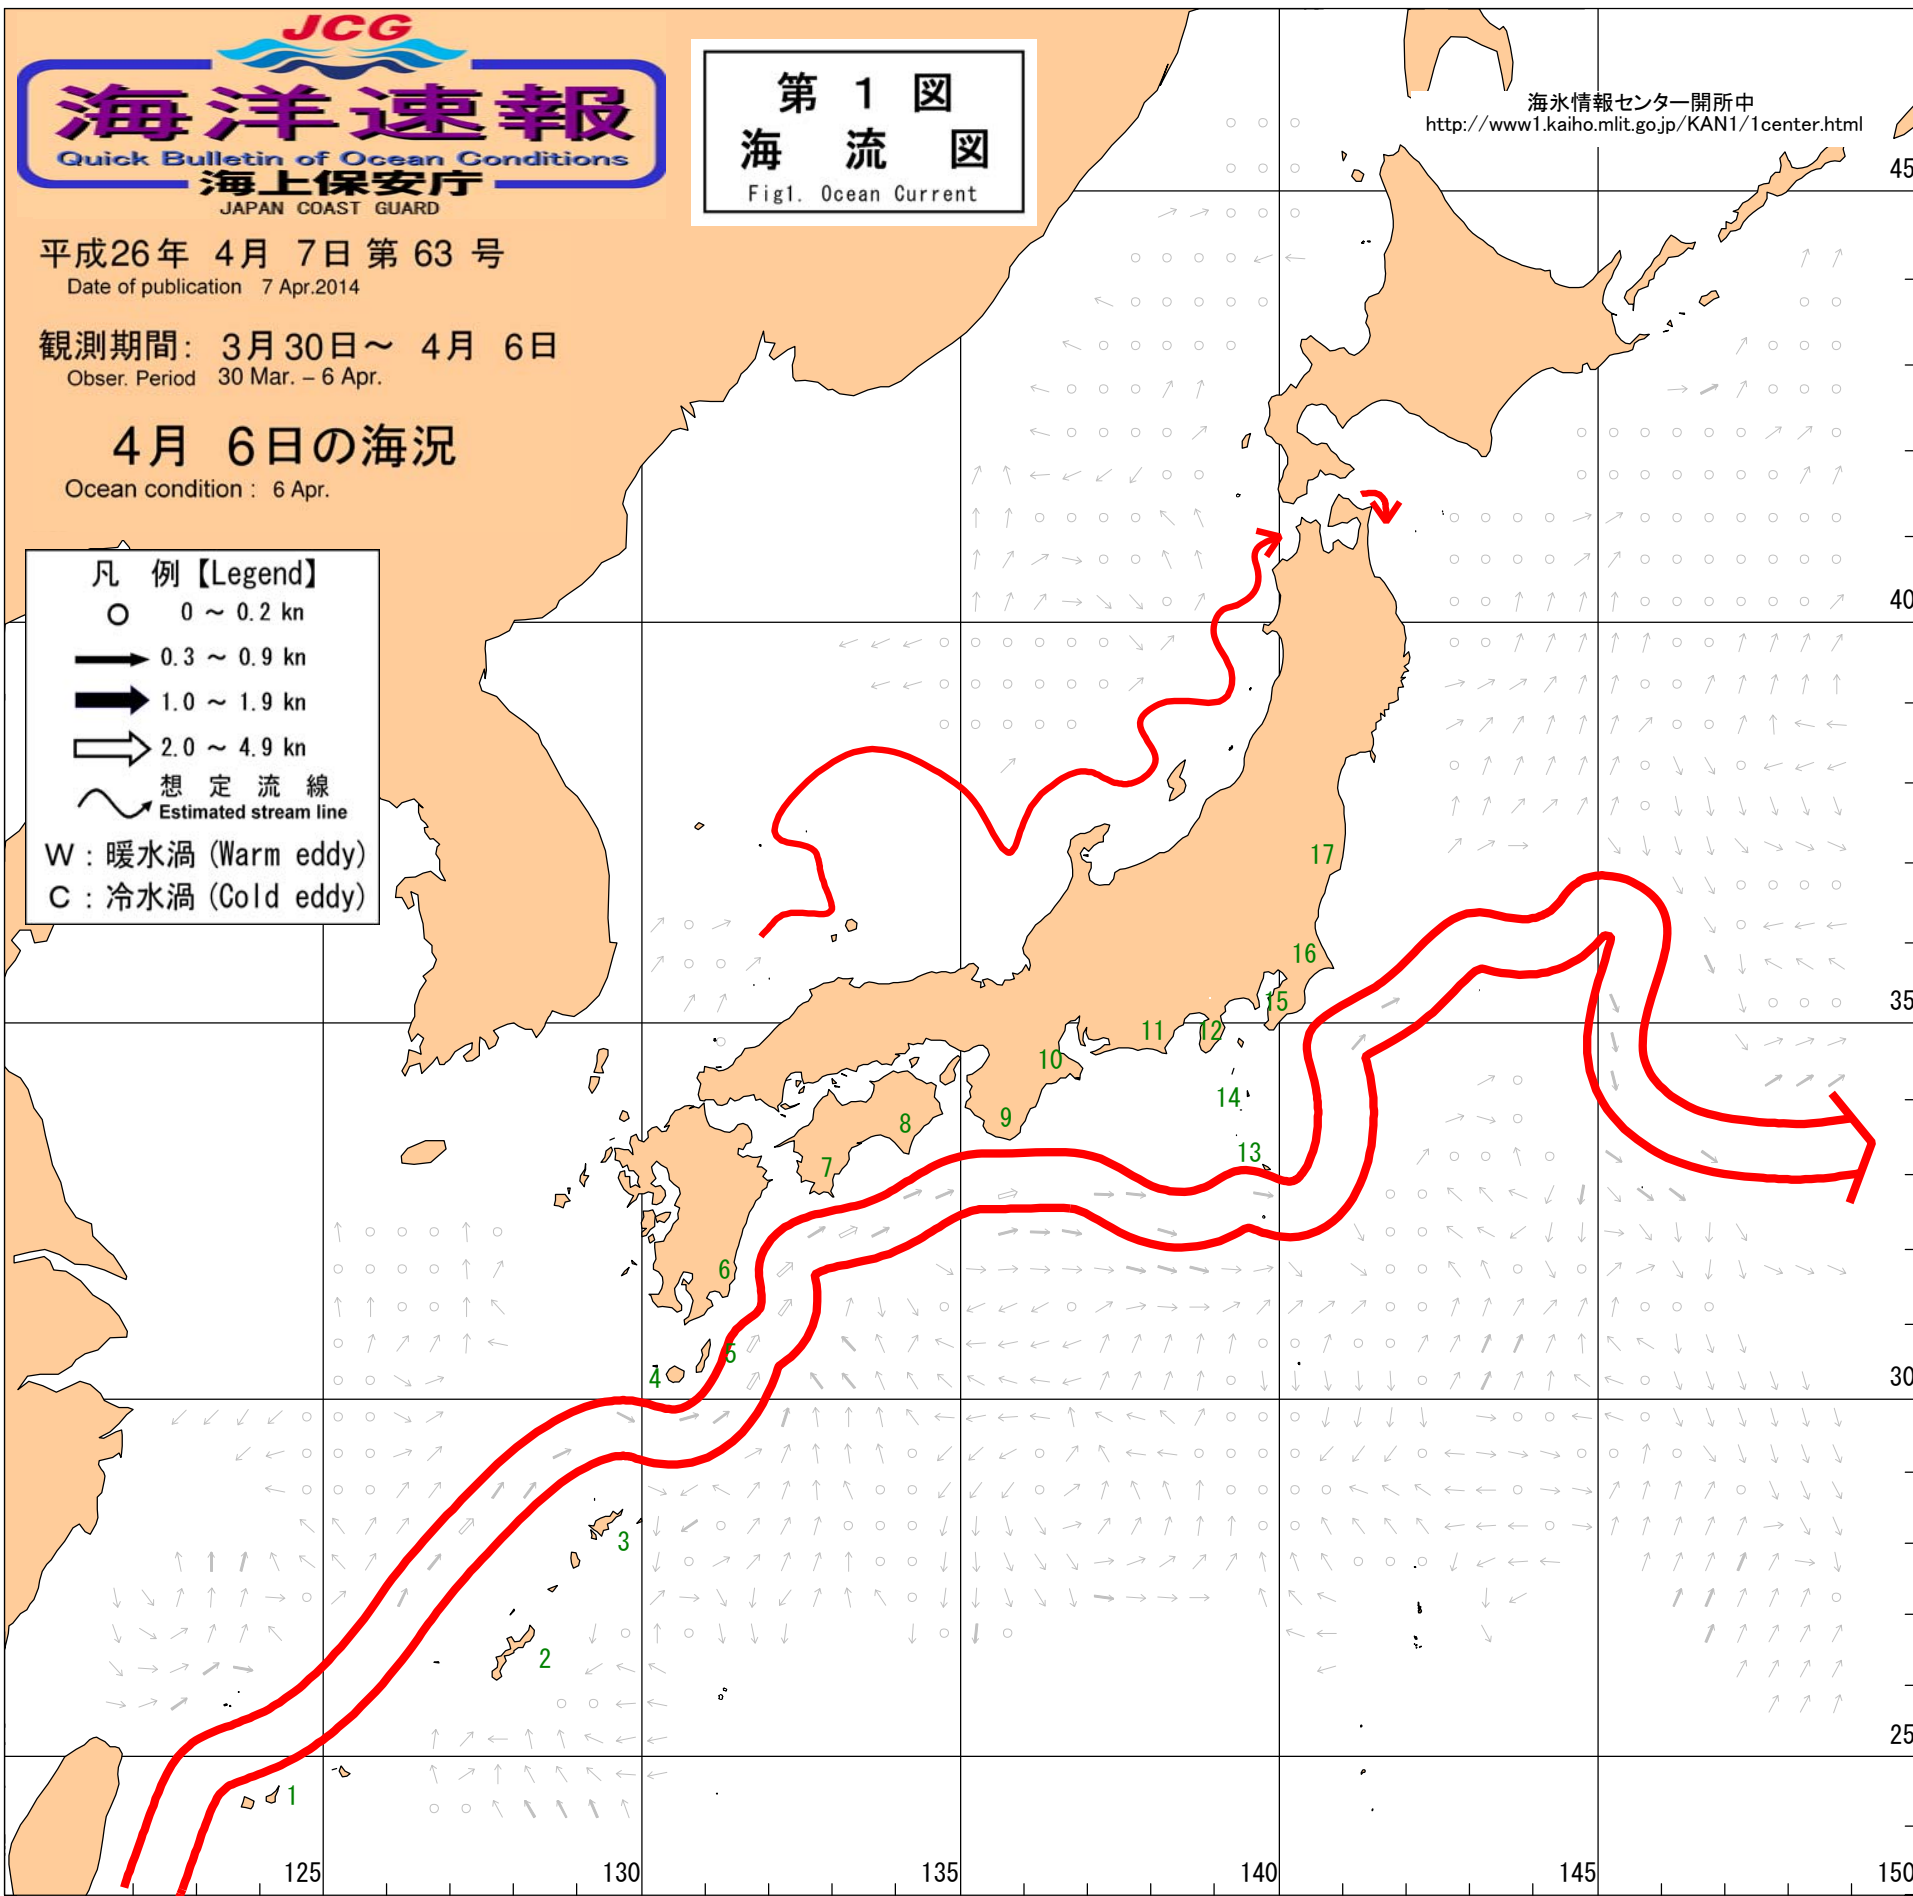 JCG
海洋速報
Quick Bulletin of Ocean Conditions
海上保安庁
JAPAN COAST GUARD
第 1 図
海 流 図
Fig1. Ocean Current
海氷情報センター開所中
http://www1.kaiho.mlit.go.jp/KAN1/1center.html
平成26年 4月 7日 第 63 号
Date of publication 7 Apr.2014
観測期間: 3月30日～ 4月 6日
Obser. Period 30 Mar. – 6 Apr.
4月 6日の海況
Ocean condition : 6 Apr.
凡 例【Legend】
0 ～ 0.2 kn
0.3 ～ 0.9 kn
1.0 ～ 1.9 kn
2.0 ～ 4.9 kn
想 定 流 線
Estimated stream line
W : 暖水渦 (Warm eddy)
C : 冷水渦 (Cold eddy)
45
40
17
16
35
15
12
11
10
14
9
8
13
7
6
5
4
30
3
2
25
1
125
130
135
140
145
150